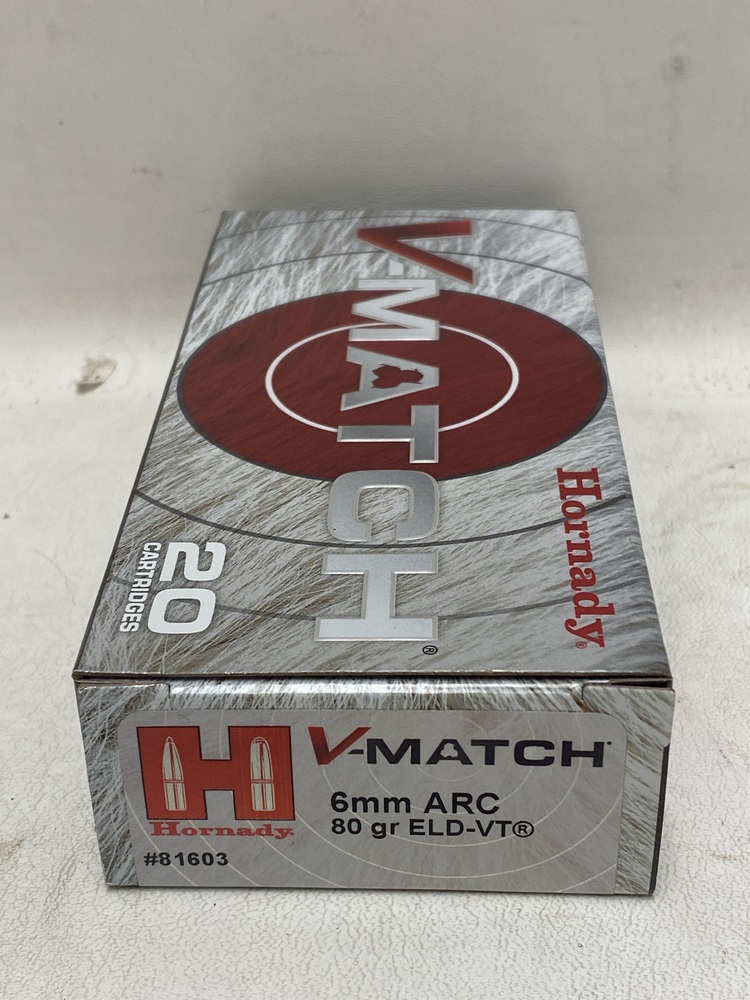 V-MATCH®
Hornady®
20
CARTRIDGES
Hornady®
#81603
V-MATCH®
6mm ARC
80 gr ELD-VT®